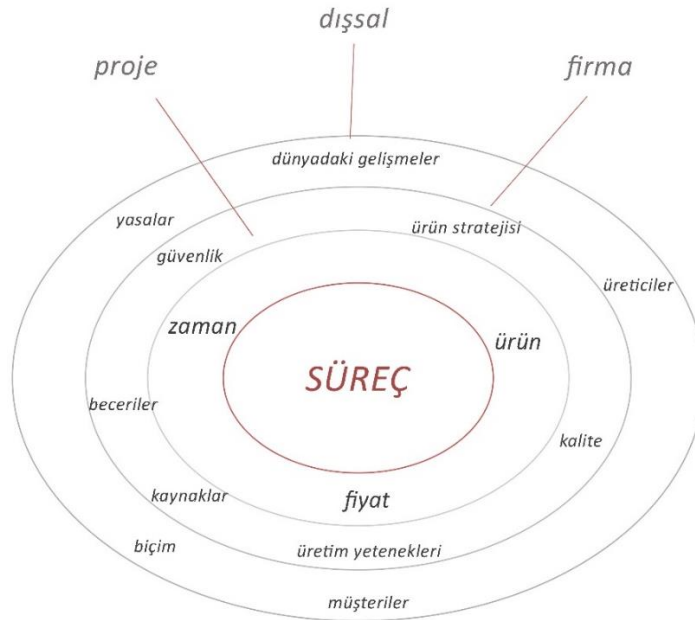 dışsal
proje
firma
dünyadaki gelişmeler
yasalar
ürün stratejisi
güvenlik
üreticiler
zaman
ürün
SÜREÇ
beceriler
kalite
kaynaklar
fiyat
biçim
üretim yetenekleri
müşteriler